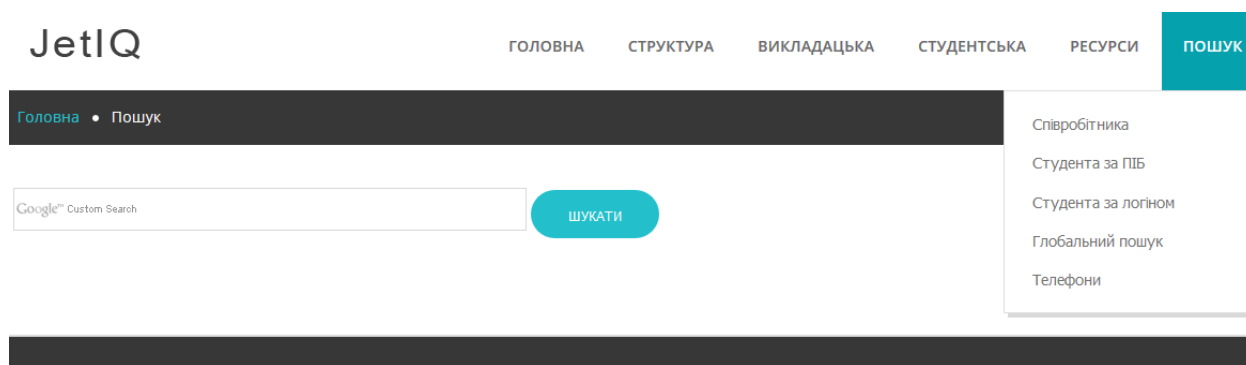 JetIQ
ГОЛОВНА СТРУКТУРА ВИКЛАДАЦЬКА СТУДЕНТСЬКА РЕСУРСИ ПОШУК
Головна ● Пошук
Співробітника
Студента за ПІБ
Студента за логіном
Глобальний пошук
Телефони
Google™ Custom Search
ШУКАТИ